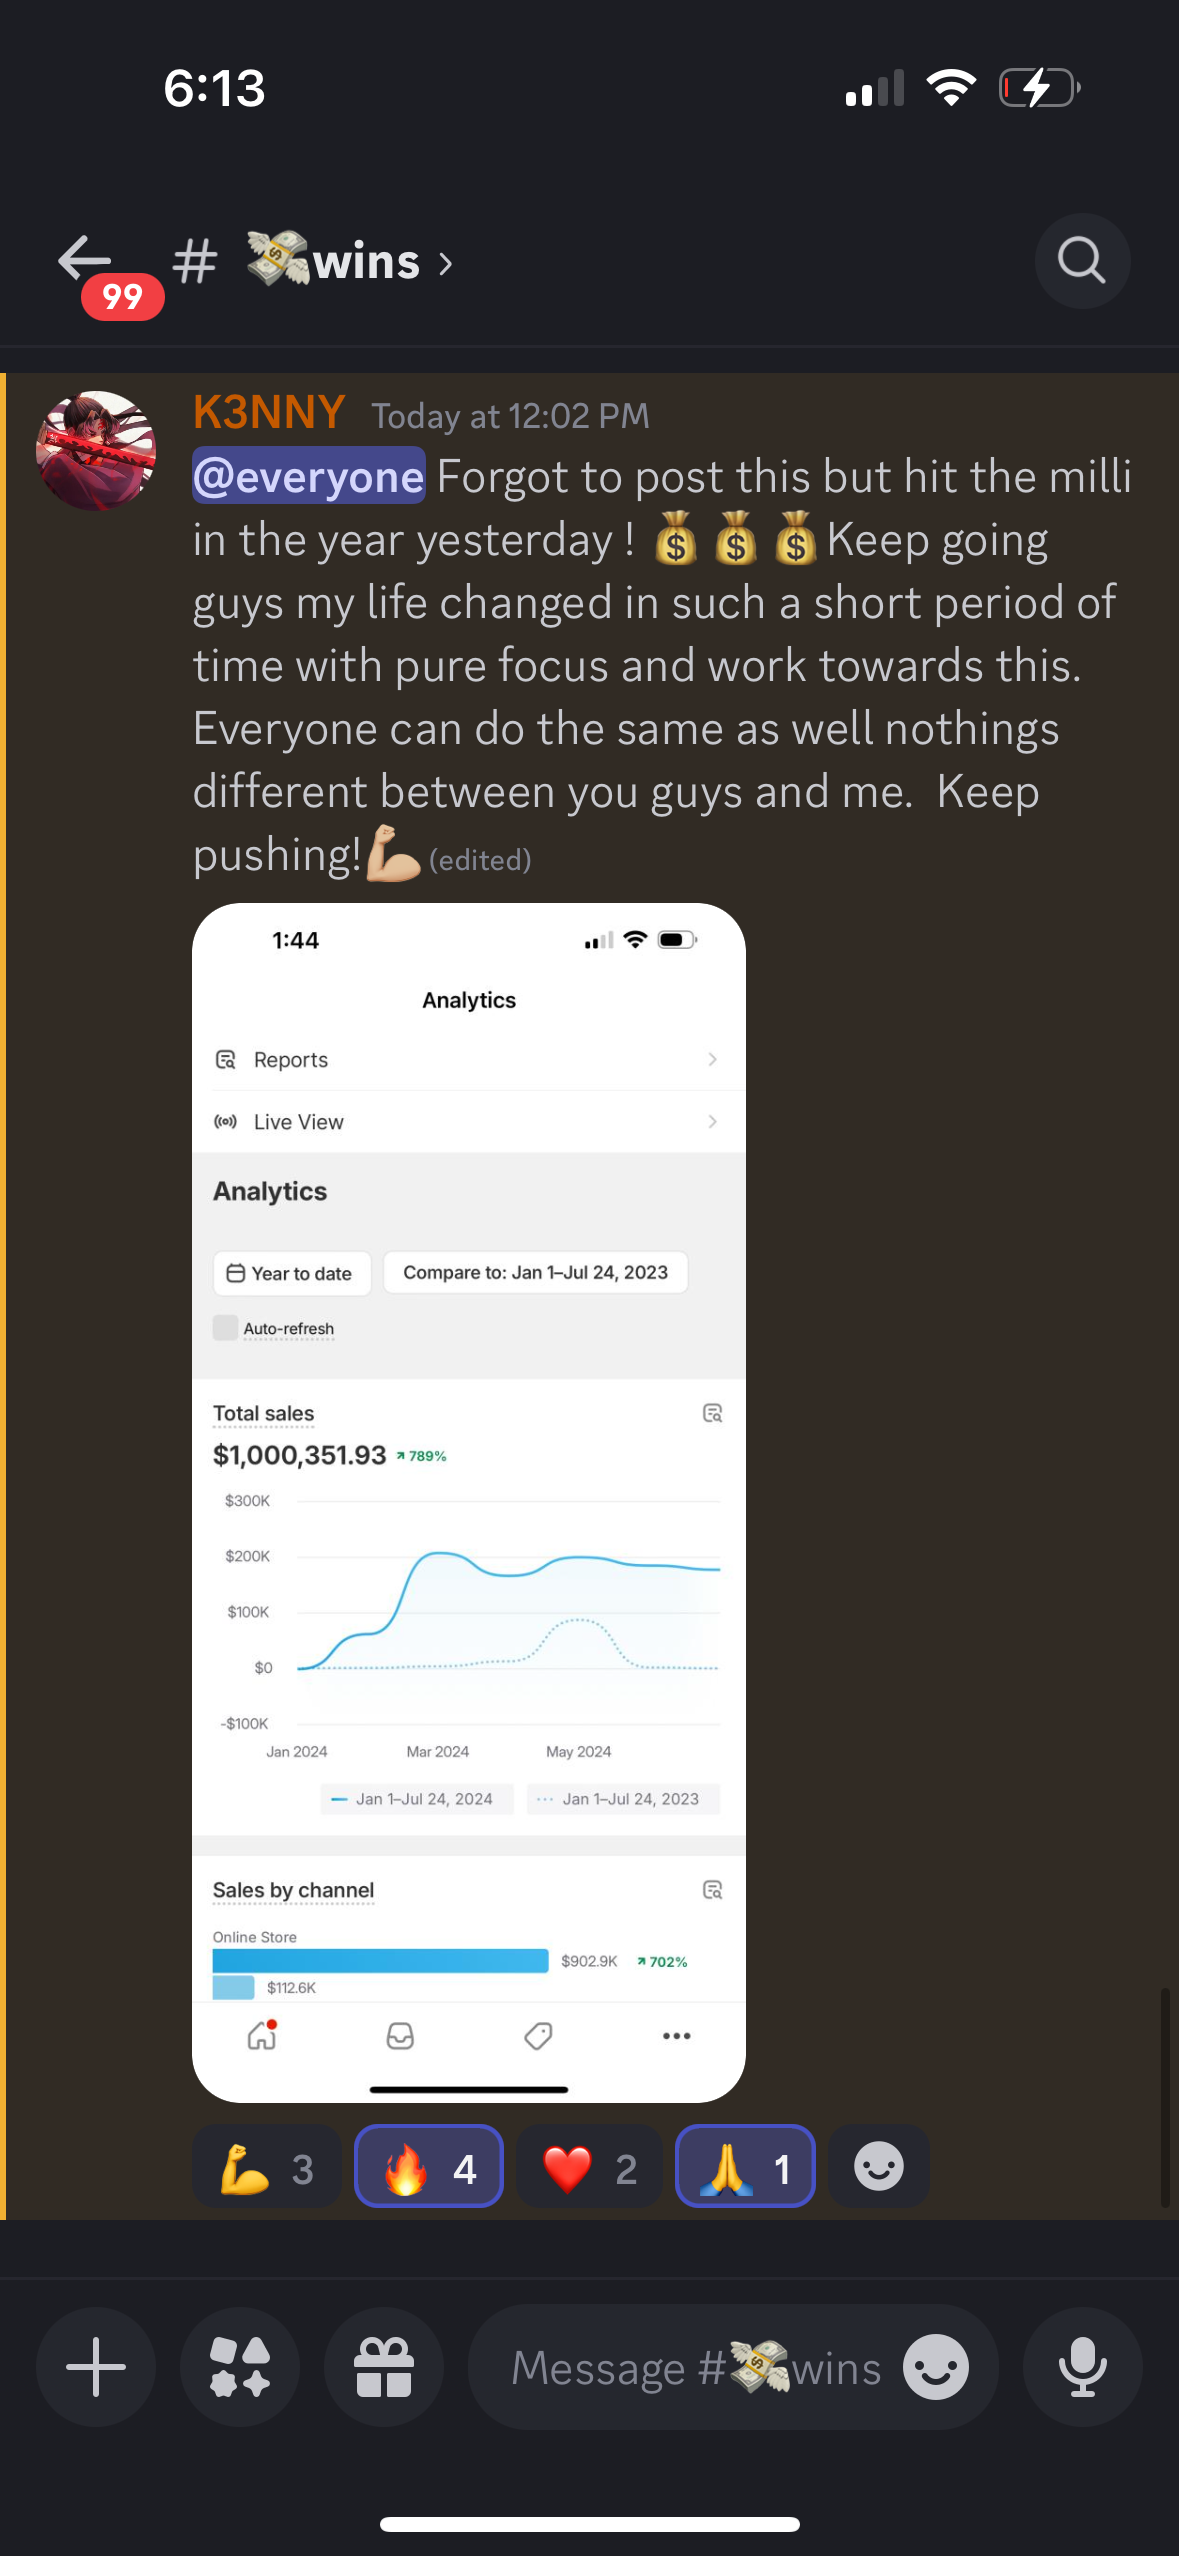 6:13
99
# 💸wins ›
K3NNY Today at 12:02 PM
@everyone Forgot to post this but hit the milli
in the year yesterday ! 💰💰💰Keep going
guys my life changed in such a short period of
time with pure focus and work towards this.
Everyone can do the same as well nothings
different between you guys and me.  Keep
pushing!💪🏼 (edited)
1:44
Analytics
Reports
Live View
Analytics
Year to date
Compare to: Jan 1–Jul 24, 2023
Auto-refresh
Total sales
$1,000,351.93 ↗ 789%
$300K
$200K
$100K
$0
-$100K
Jan 2024 Mar 2024 May 2024
Jan 1–Jul 24, 2024 Jan 1–Jul 24, 2023
Sales by channel
Online Store
$902.9K ↗ 702%
$112.6K
💪 3 🔥 4 ❤️ 2 🙏 1
Message #💸wins